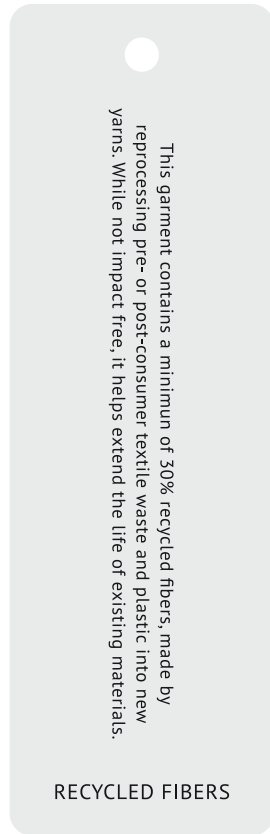 This garment contains a minimun of 30% recycled fibers, made by
reprocessing pre- or post-consumer textile waste and plastic into new
yarns. While not impact free, it helps extend the life of existing materials.
RECYCLED FIBERS